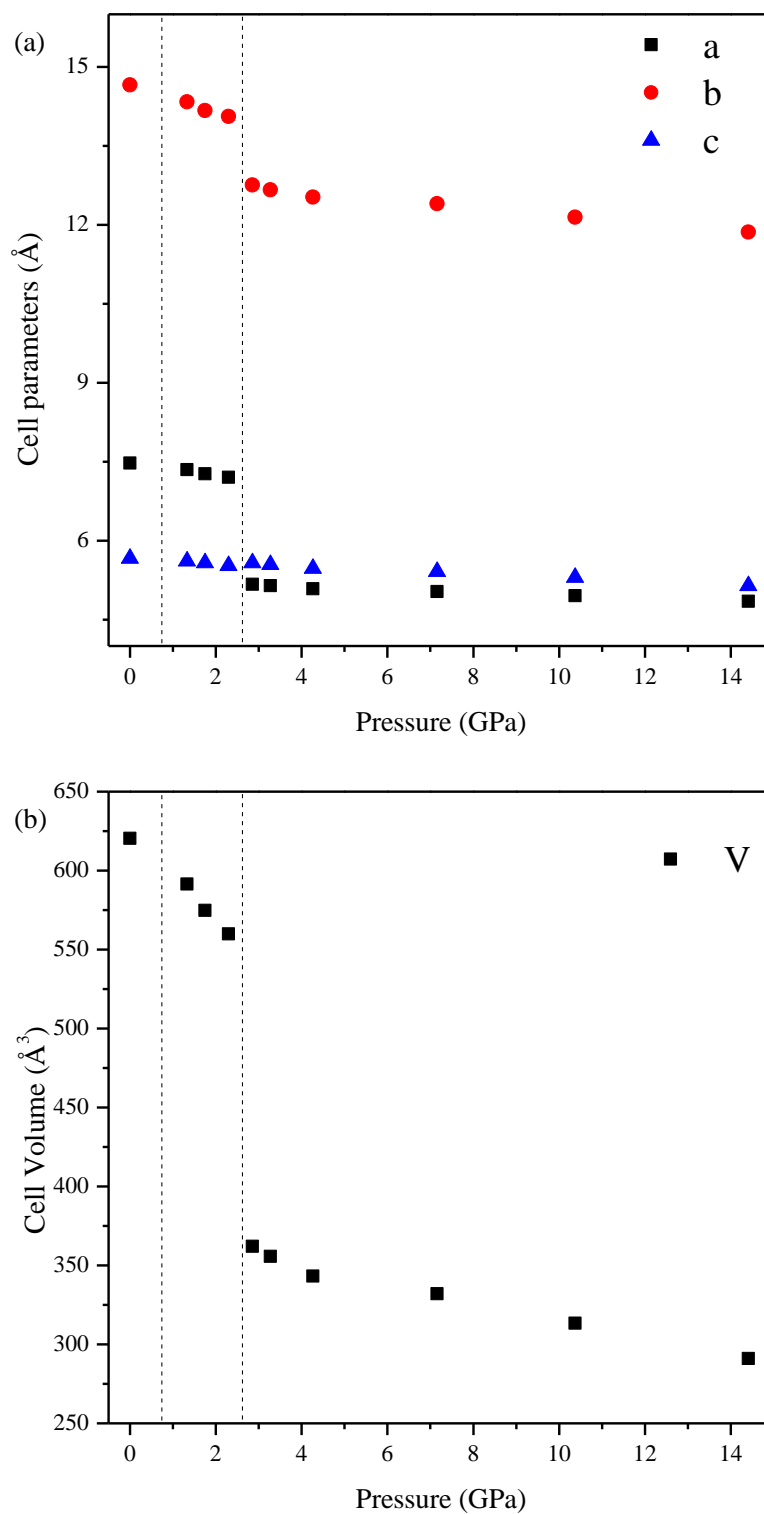 (a)
a
b
c
15
12
9
6
Cell parameters (Å)
0 2 4 6 8 10 12 14
Pressure (GPa)
(b)
V
650
600
550
500
450
400
350
300
250
Cell Volume (Å³)
0 2 4 6 8 10 12 14
Pressure (GPa)